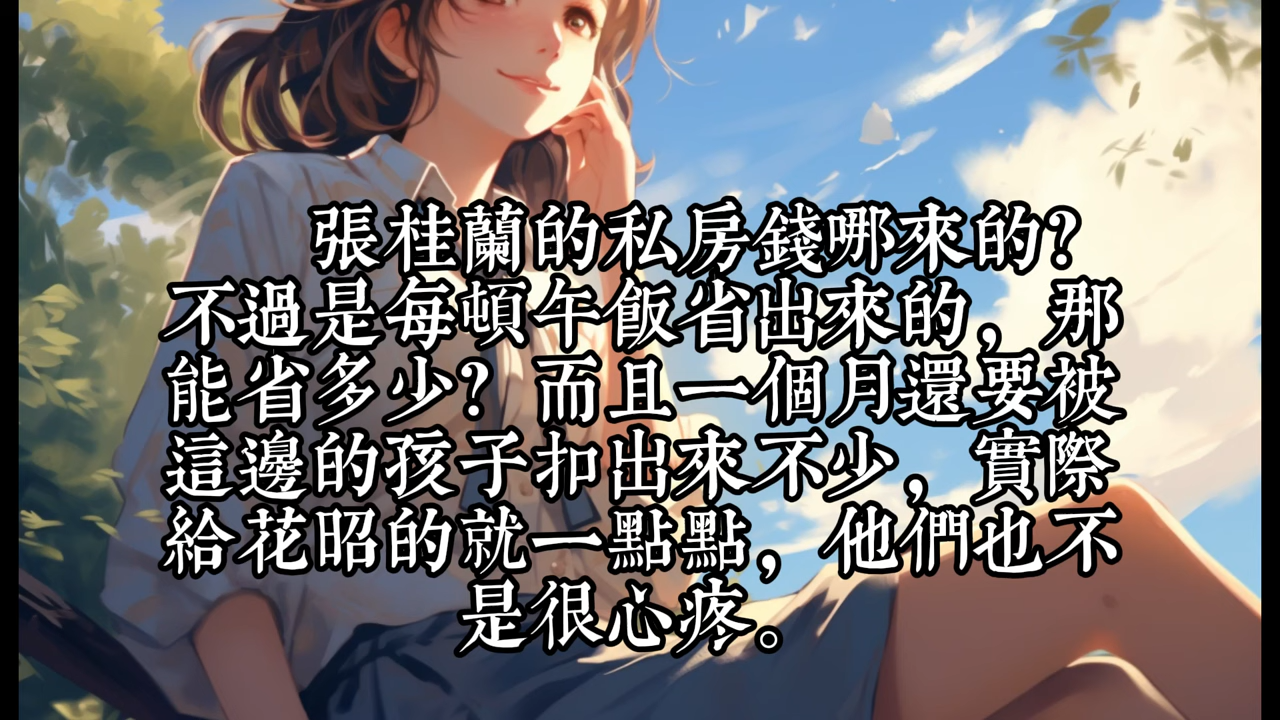 張桂蘭的私房錢哪來的？
不過是每頓午飯省出來的，那
能省多少？而且一個月還要被
這邊的孩子扣出來不少，實際
給花昭的就一點點，他們也不
是很心疼。